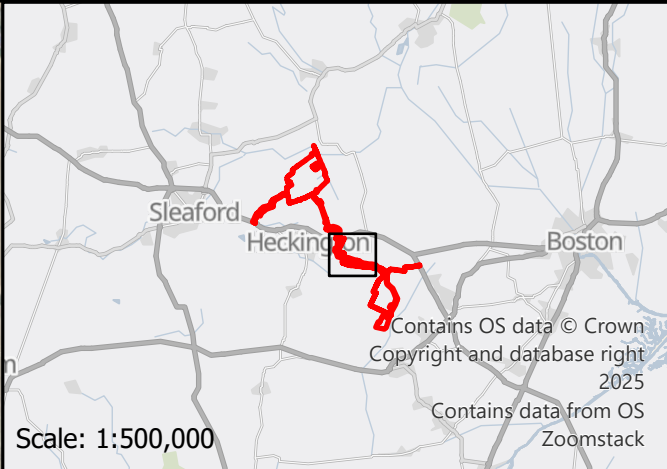 Sleaford
Heckington
Boston
m
Contains OS data © Crown
Copyright and database right
2025
Contains data from OS
Zoomstack
Scale: 1:500,000